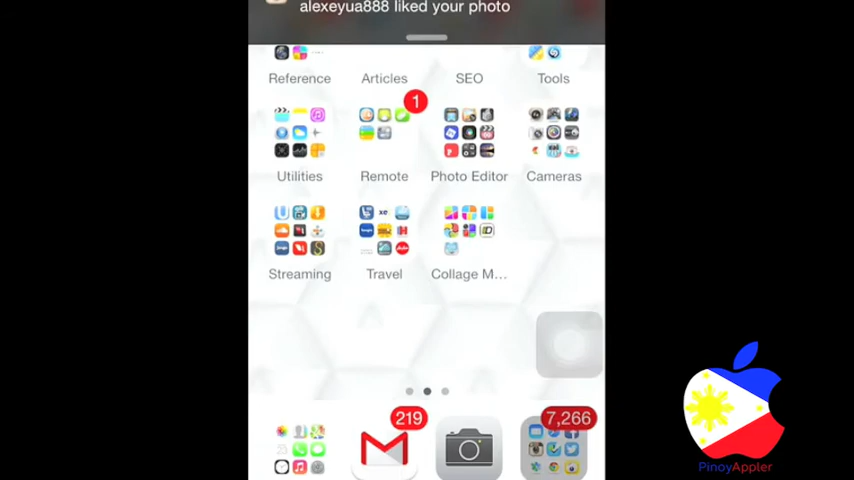 alexeyua888 liked your photo
Reference Articles SEO Tools
1
Utilities Remote Photo Editor Cameras
xe
Streaming Travel Collage M...
219 7,266
PinoyAppler